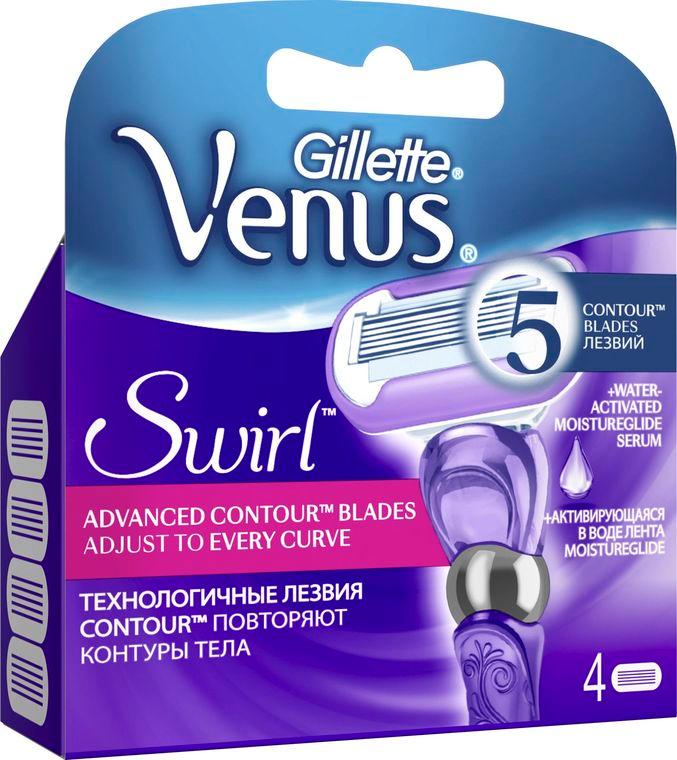 Gillette®
Venus®
5
CONTOUR™
BLADES
ЛЕЗВИЙ
+WATER-
ACTIVATED
MOISTUREGLIDE
SERUM
+АКТИВИРУЮЩАЯСЯ
В ВОДЕ ЛЕНТА
MOISTUREGLIDE
Swirl™
ADVANCED CONTOUR™ BLADES
ADJUST TO EVERY CURVE
ТЕХНОЛОГИЧНЫЕ ЛЕЗВИЯ
CONTOUR™ ПОВТОРЯЮТ
КОНТУРЫ ТЕЛА
4